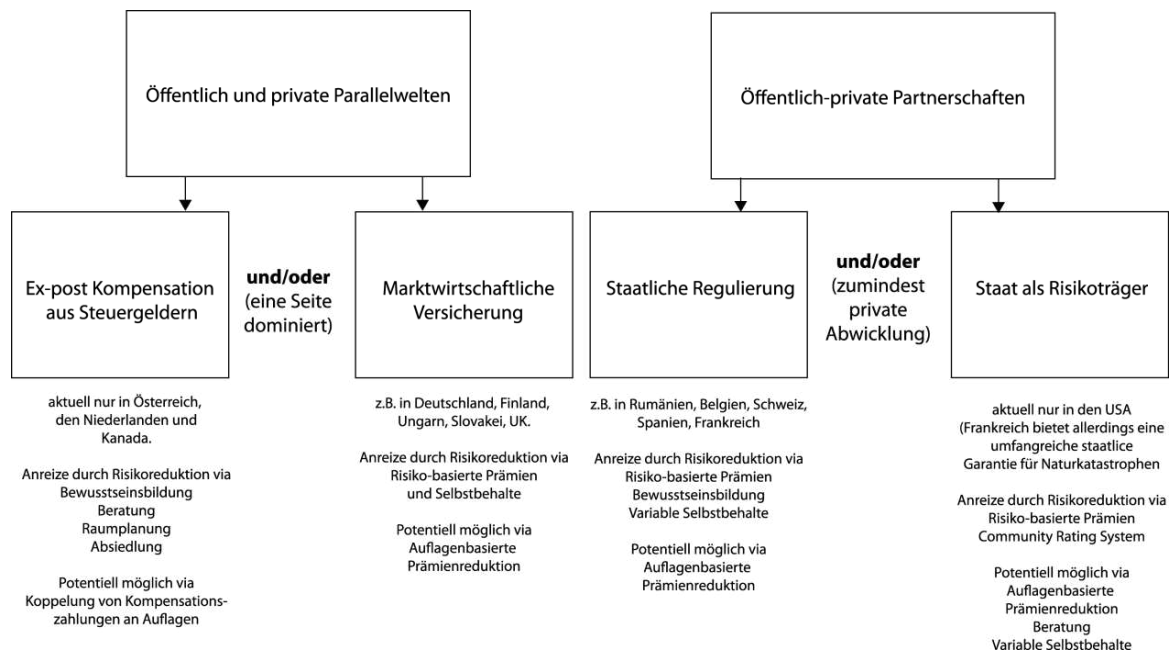 Öffentlich und private Parallelwelten
Öffentlich-private Partnerschaften
Ex-post Kompensation
aus Steuergeldern
und/oder
(eine Seite
dominiert)
Marktwirtschaftliche
Versicherung
Staatliche Regulierung
und/oder
(zumindest
private
Abwicklung)
Staat als Risikoträger
aktuell nur in Österreich,
den Niederlanden und
Kanada.
Anreize durch Risikoreduktion via
Bewusstseinsbildung
Beratung
Raumplanung
Absiedlung
Potentiell möglich via
Koppelung von Kompensations-
zahlungen an Auflagen
z.B. in Deutschland, Finland,
Ungarn, Slovakei, UK.
Anreize durch Risikoreduktion via
Risiko-basierte Prämien
und Selbstbehalte
Potentiell möglich via
Auflagenbasierte
Prämienreduktion
z.B. in Rumänien, Belgien, Schweiz,
Spanien, Frankreich
Anreize durch Risikoreduktion via
Risiko-basierte Prämien
Bewusstseinsbildung
Variable Selbstbehalte
Potentiell möglich via
Auflagenbasierte
Prämienreduktion
aktuell nur in den USA
(Frankreich bietet allerdings eine
umfangreiche staatlice
Garantie für Naturkatastrophen
Anreize durch Risikoreduktion via
Risiko-basierte Prämien
Community Rating System
Potentiell möglich via
Auflagenbasierte
Prämienreduktion
Beratung
Variable Selbstbehalte